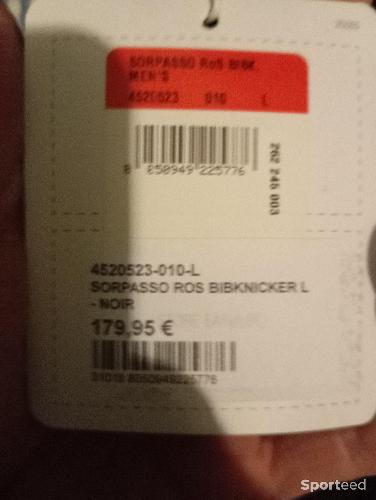 SORPASSO RoS BIBK.
MEN'S
4520523 010 L
8 050949 225776
262 246 003
4520523-010-L
SORPASSO ROS BIBKNICKER L
- NOIR
179,95 €
8050949225776
Sporteed